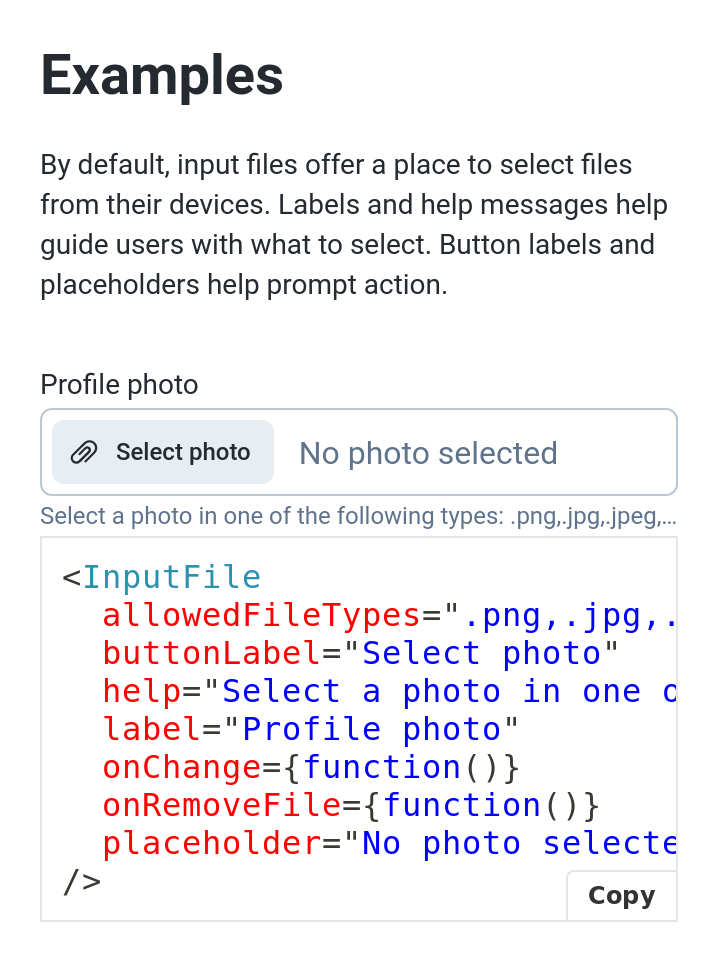 Examples
By default, input files offer a place to select files
from their devices. Labels and help messages help
guide users with what to select. Button labels and
placeholders help prompt action.
Profile photo
Select photo No photo selected
Select a photo in one of the following types: .png,.jpg,.jpeg,…
<InputFile
  allowedFileTypes=".png,.jpg,.
  buttonLabel="Select photo"
  help="Select a photo in one o
  label="Profile photo"
  onChange={function()}
  onRemoveFile={function()}
  placeholder="No photo selecte
/>
Copy